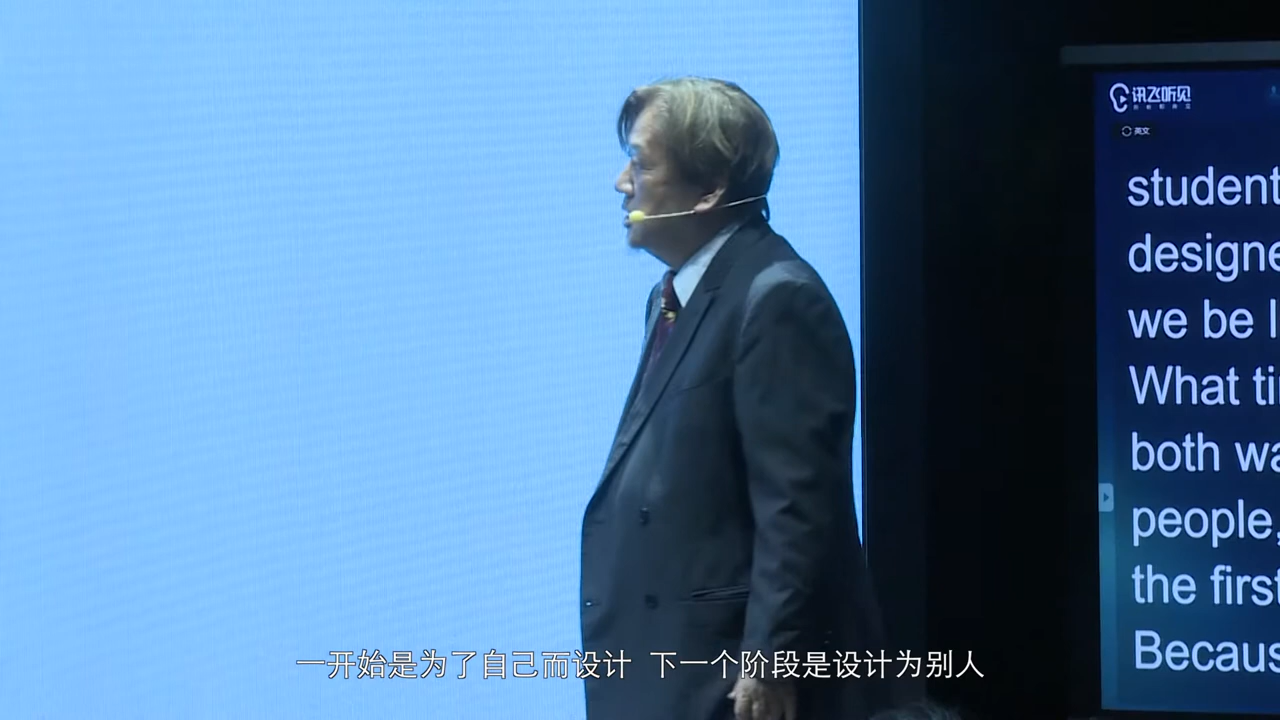 讯飞听见
英文
student
designe
we be l
What ti
both wa
people,
the first
Becaus
一开始是为了自己而设计 下一个阶段是设计为别人